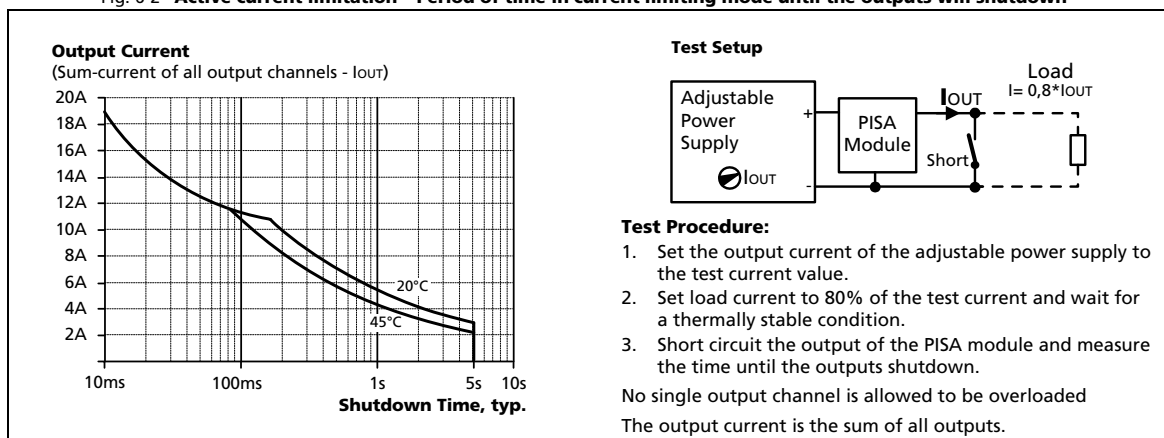 Fig. 6-2 Active current limitation - Period of time in current limiting mode until the outputs will shutdown
Output Current
(Sum-current of all output channels - IOUT)
20A
18A
16A
14A
12A
10A
8A
6A
4A
2A
20°C
45°C
10ms
100ms
1s
5s
10s
Shutdown Time, typ.
Test Setup
Adjustable
Power
Supply
IOUT
+
-
PISA
Module
IOUT
Short
Load
I= 0,8*IOUT
Test Procedure:
1. Set the output current of the adjustable power supply to
the test current value.
2. Set load current to 80% of the test current and wait for
a thermally stable condition.
3. Short circuit the output of the PISA module and measure
the time until the outputs shutdown.
No single output channel is allowed to be overloaded
The output current is the sum of all outputs.